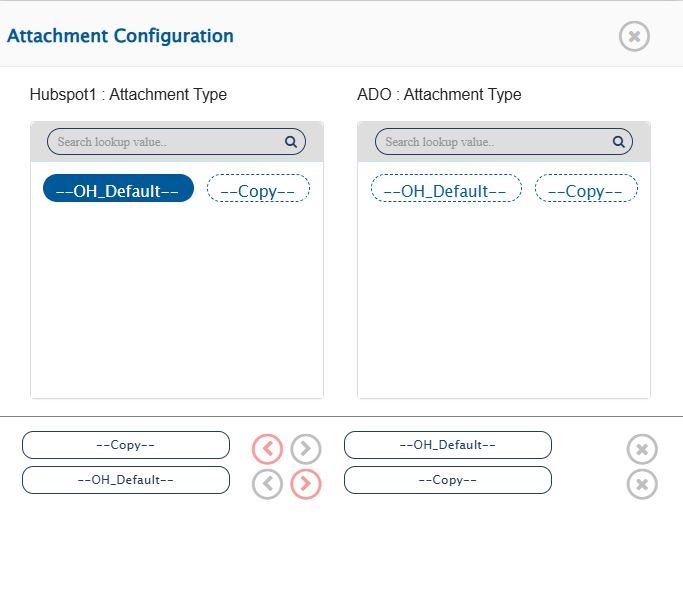 Attachment Configuration
Hubspot1 : Attachment Type
ADO : Attachment Type
Search lookup value..
Search lookup value..
--OH_Default--
--Copy--
--OH_Default--
--Copy--
--Copy--
--OH_Default--
--OH_Default--
--Copy--